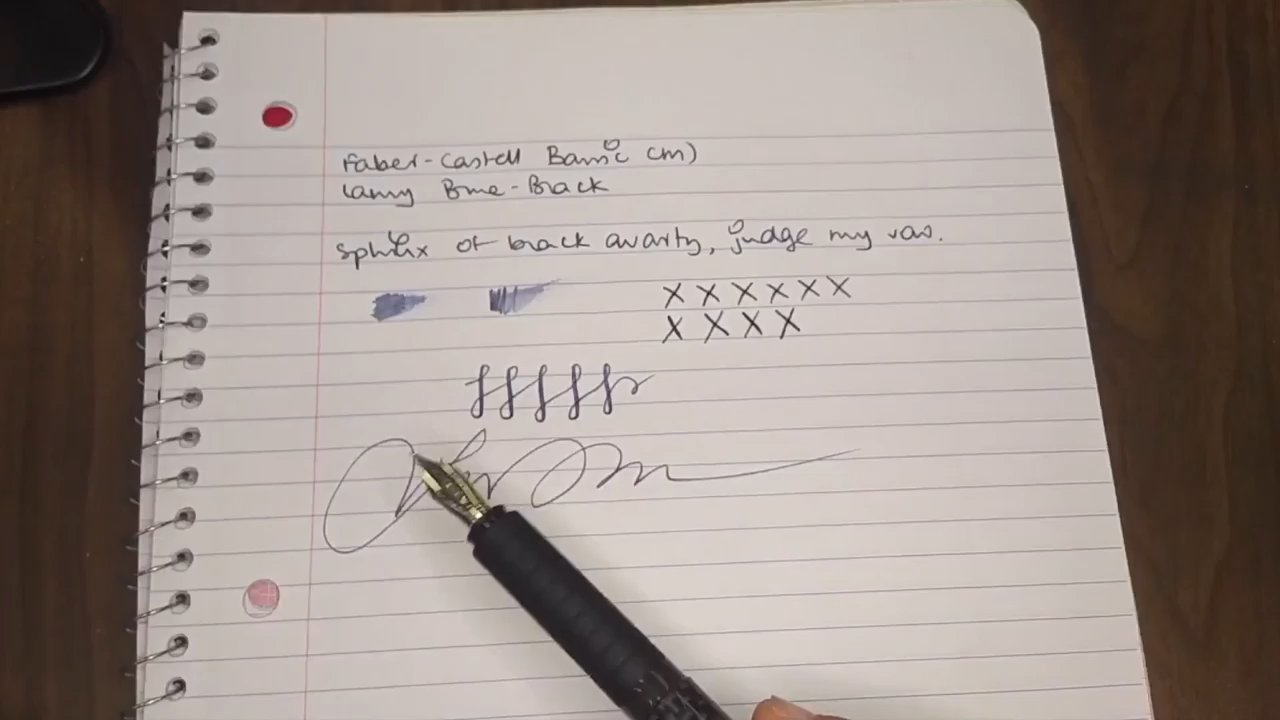 Faber-Castell Basic (M)
Lamy Blue-Black
Sphinx of black quartz, judge my vow.
X X X X X X
X X X X